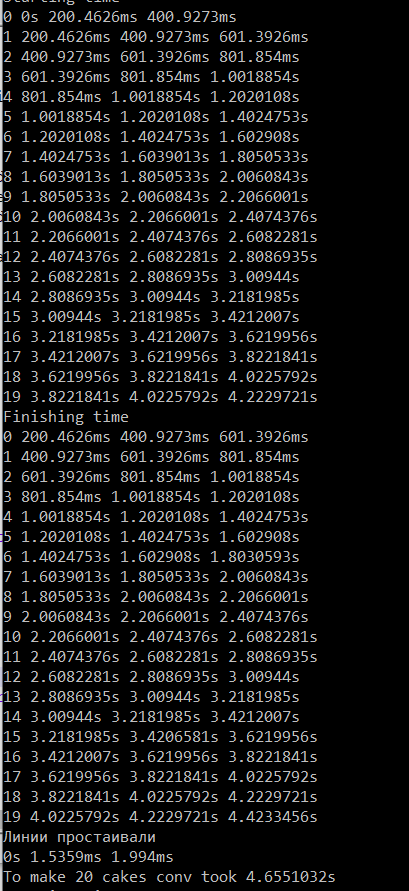 Starting time
0 0s 200.4626ms 400.9273ms
1 200.4626ms 400.9273ms 601.3926ms
2 400.9273ms 601.3926ms 801.854ms
3 601.3926ms 801.854ms 1.0018854s
4 801.854ms 1.0018854s 1.2020108s
5 1.0018854s 1.2020108s 1.4024753s
6 1.2020108s 1.4024753s 1.602908s
7 1.4024753s 1.6039013s 1.8050533s
8 1.6039013s 1.8050533s 2.0060843s
9 1.8050533s 2.0060843s 2.2066001s
10 2.0060843s 2.2066001s 2.4074376s
11 2.2066001s 2.4074376s 2.6082281s
12 2.4074376s 2.6082281s 2.8086935s
13 2.6082281s 2.8086935s 3.00944s
14 2.8086935s 3.00944s 3.2181985s
15 3.00944s 3.2181985s 3.4212007s
16 3.2181985s 3.4212007s 3.6219956s
17 3.4212007s 3.6219956s 3.8221841s
18 3.6219956s 3.8221841s 4.0225792s
19 3.8221841s 4.0225792s 4.2229721s
Finishing time
0 200.4626ms 400.9273ms 601.3926ms
1 400.9273ms 601.3926ms 801.854ms
2 601.3926ms 801.854ms 1.0018854s
3 801.854ms 1.0018854s 1.2020108s
4 1.0018854s 1.2020108s 1.4024753s
5 1.2020108s 1.4024753s 1.602908s
6 1.4024753s 1.602908s 1.8030593s
7 1.6039013s 1.8050533s 2.0060843s
8 1.8050533s 2.0060843s 2.2066001s
9 2.0060843s 2.2066001s 2.4074376s
10 2.2066001s 2.4074376s 2.6082281s
11 2.4074376s 2.6082281s 2.8086935s
12 2.6082281s 2.8086935s 3.00944s
13 2.8086935s 3.00944s 3.2181985s
14 3.00944s 3.2181985s 3.4212007s
15 3.2181985s 3.4206581s 3.6219956s
16 3.4212007s 3.6219956s 3.8221841s
17 3.6219956s 3.8221841s 4.0225792s
18 3.8221841s 4.0225792s 4.2229721s
19 4.0225792s 4.2229721s 4.4233456s
Линии простаивали
0s 1.5359ms 1.994ms
To make 20 cakes conv took 4.6551032s